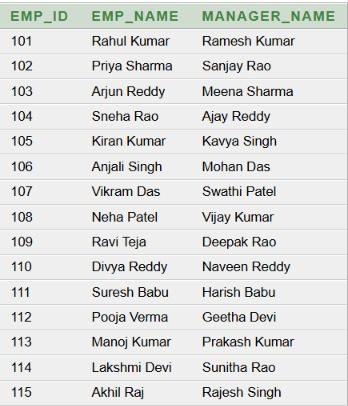 EMP_ID EMP_NAME MANAGER_NAME
101 Rahul Kumar Ramesh Kumar
102 Priya Sharma Sanjay Rao
103 Arjun Reddy Meena Sharma
104 Sneha Rao Ajay Reddy
105 Kiran Kumar Kavya Singh
106 Anjali Singh Mohan Das
107 Vikram Das Swathi Patel
108 Neha Patel Vijay Kumar
109 Ravi Teja Deepak Rao
110 Divya Reddy Naveen Reddy
111 Suresh Babu Harish Babu
112 Pooja Verma Geetha Devi
113 Manoj Kumar Prakash Kumar
114 Lakshmi Devi Sunitha Rao
115 Akhil Raj Rajesh Singh